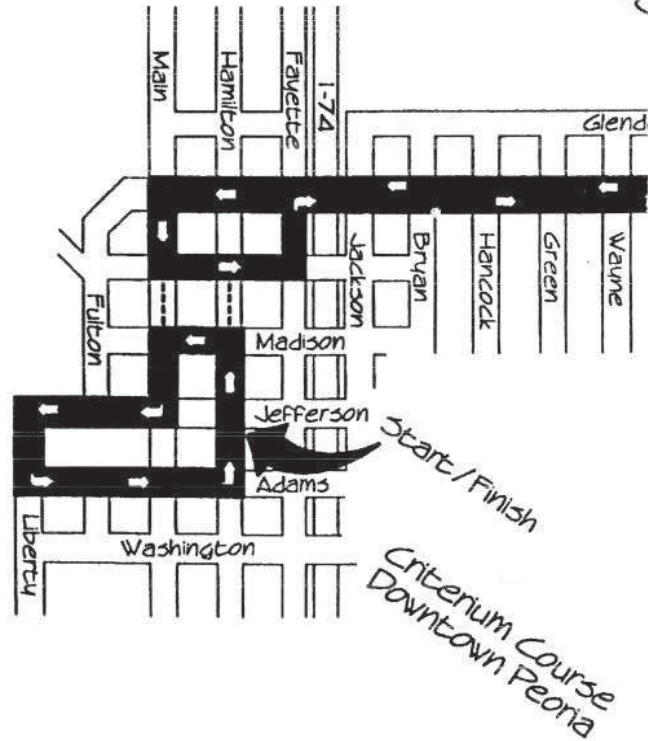 Main
Hamilton
Fayette
I-74
Glend
Jackson
Bryan
Hancock
Green
Wayne
Fulton
Madison
Jefferson
Adams
Start/Finish
Liberty
Washington
Criterium Course
Downtown Peoria